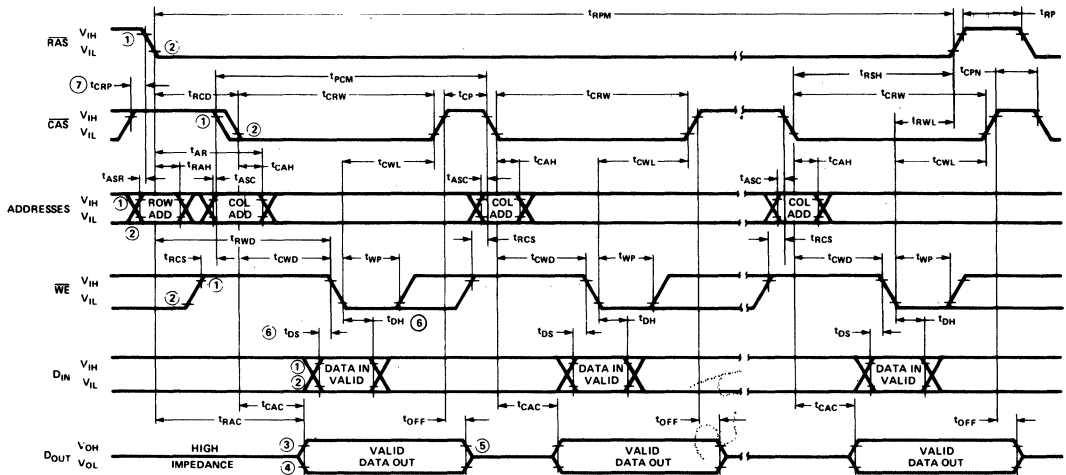 tRPM
tRP
RAS
VIH
VIL
①
②
⑦ tCRP
tRCD
tPCM
tCRW
tCP
tCRW
tRSH
tCRW
tCPN
tRWL
CAS
VIH
VIL
①
②
tAR
tRAH
tCAH
tCWL
tCAH
tCWL
tCAH
tCWL
tASR
tASC
tASC
tASC
ADDRESSES
VIH
VIL
①
②
ROW ADD
COL ADD
COL ADD
COL ADD
tRWD
tRCS
tCWD
tWP
tRCS
tCWD
tWP
tRCS
tCWD
tWP
WE
VIH
VIL
①
②
⑥ tDS
tDH ⑥
tDS
tDH
tDS
tDH
DIN
VIH
VIL
①
②
DATA IN VALID
DATA IN VALID
DATA IN VALID
tCAC
tRAC
tOFF
tCAC
tOFF
tCAC
tOFF
DOUT
VOH
VOL
HIGH IMPEDANCE
③
④
VALID DATA OUT
⑤
VALID DATA OUT
VALID DATA OUT